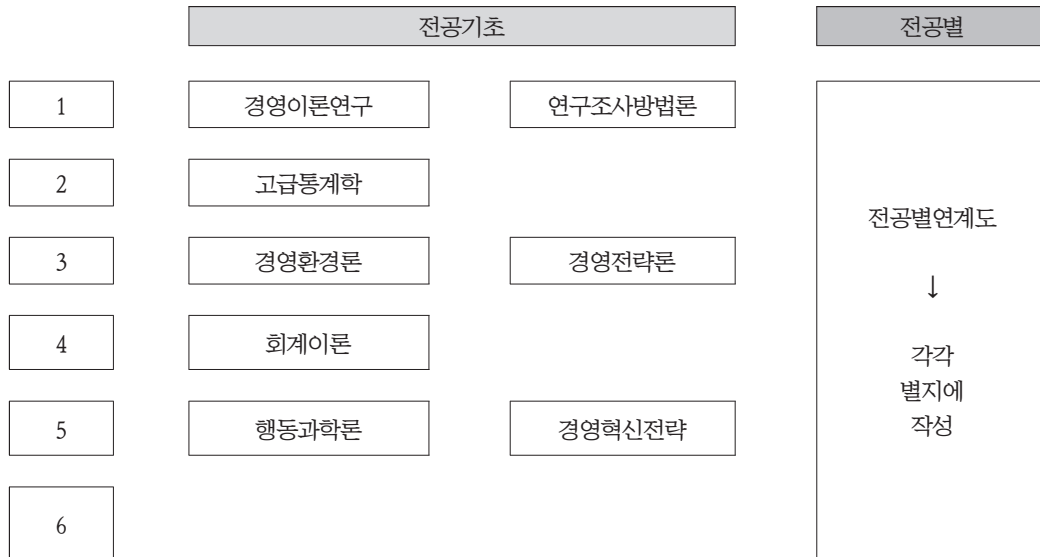 전공기초 전공별
1 경영이론연구 연구조사방법론
2 고급통계학
전공별연계도
3 경영환경론 경영전략론
↓
4 회계이론
각각
별지에
5 행동과학론 경영혁신전략 작성
6